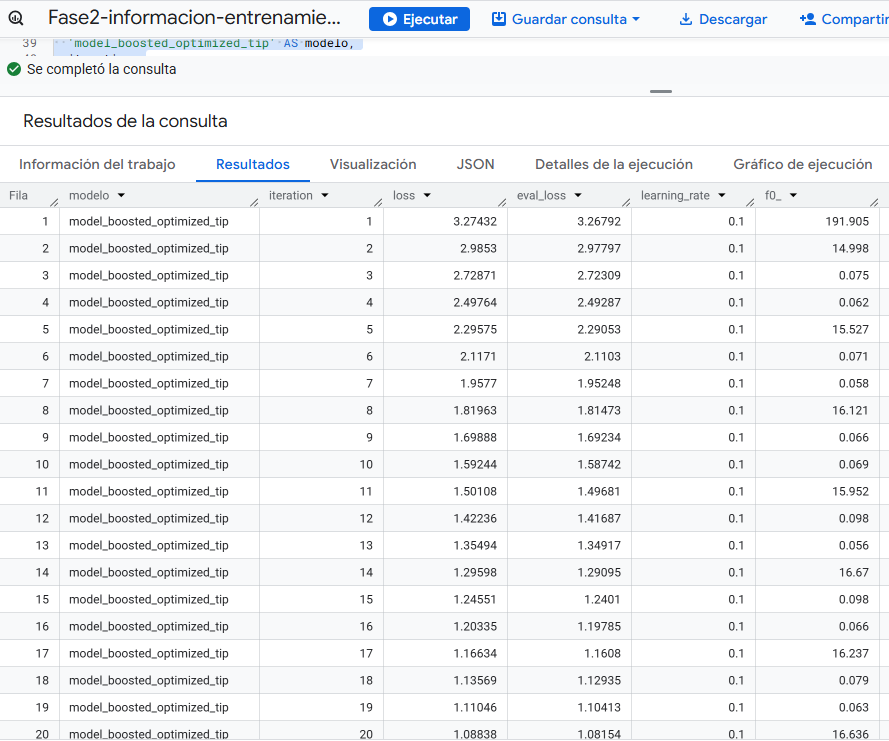 Fase2-informacion-entrenamie... Ejecutar Guardar consulta Descargar Compartir
39 `model_boosted_optimized_tip` AS modelo,
Se completó la consulta
Resultados de la consulta
Información del trabajo Resultados Visualización JSON Detalles de la ejecución Gráfico de ejecución
Fila modelo iteration loss eval_loss learning_rate f0_
1 model_boosted_optimized_tip 1 3.27432 3.26792 0.1 191.905
2 model_boosted_optimized_tip 2 2.9853 2.97797 0.1 14.998
3 model_boosted_optimized_tip 3 2.72871 2.72309 0.1 0.075
4 model_boosted_optimized_tip 4 2.49764 2.49287 0.1 0.062
5 model_boosted_optimized_tip 5 2.29575 2.29053 0.1 15.527
6 model_boosted_optimized_tip 6 2.1171 2.1103 0.1 0.071
7 model_boosted_optimized_tip 7 1.9577 1.95248 0.1 0.058
8 model_boosted_optimized_tip 8 1.81963 1.81473 0.1 16.121
9 model_boosted_optimized_tip 9 1.69888 1.69234 0.1 0.066
10 model_boosted_optimized_tip 10 1.59244 1.58742 0.1 0.069
11 model_boosted_optimized_tip 11 1.50108 1.49681 0.1 15.952
12 model_boosted_optimized_tip 12 1.42236 1.41687 0.1 0.098
13 model_boosted_optimized_tip 13 1.35494 1.34917 0.1 0.056
14 model_boosted_optimized_tip 14 1.29598 1.29095 0.1 16.67
15 model_boosted_optimized_tip 15 1.24551 1.2401 0.1 0.098
16 model_boosted_optimized_tip 16 1.20335 1.19785 0.1 0.066
17 model_boosted_optimized_tip 17 1.16634 1.1608 0.1 16.237
18 model_boosted_optimized_tip 18 1.13569 1.12935 0.1 0.079
19 model_boosted_optimized_tip 19 1.11046 1.10413 0.1 0.063
20 model_boosted_optimized_tip 20 1.08838 1.08154 0.1 16.636